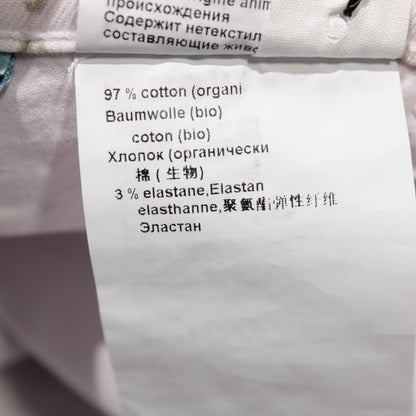 происхождения
Содержит нетекстил
составляющие живо
97 % cotton (organi
Baumwolle (bio)
coton (bio)
Хлопок (органически
棉 ( 生物)
3 % elastane,Elastan
elasthanne,聚氨酯弹性纤维
Эластан